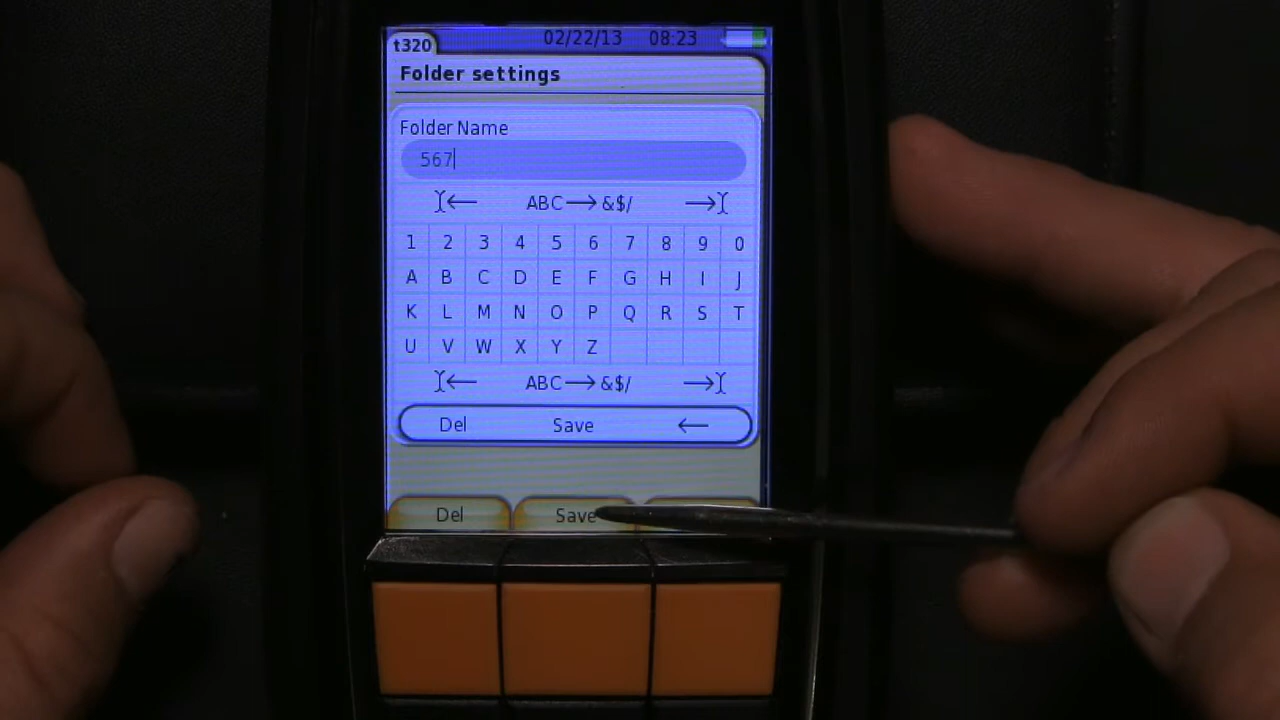 t320 02/22/13 08:23
Folder settings
Folder Name
567
ABC→&$/
1 2 3 4 5 6 7 8 9 0
A B C D E F G H I J
K L M N O P Q R S T
U V W X Y Z
ABC→&$/
Del Save ←
Del Save